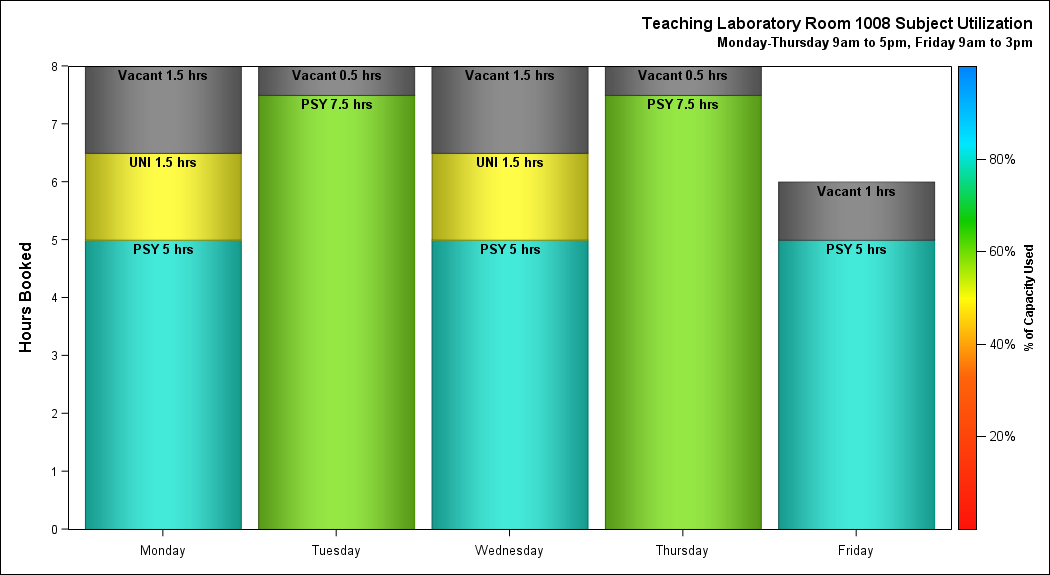 Teaching Laboratory Room 1008 Subject Utilization
Monday-Thursday 9am to 5pm, Friday 9am to 3pm
Hours Booked
8
7
6
5
4
3
2
1
0
Vacant 1.5 hrs
UNI 1.5 hrs
PSY 5 hrs
Vacant 0.5 hrs
PSY 7.5 hrs
Vacant 1.5 hrs
UNI 1.5 hrs
PSY 5 hrs
Vacant 0.5 hrs
PSY 7.5 hrs
Vacant 1 hrs
PSY 5 hrs
Monday
Tuesday
Wednesday
Thursday
Friday
80%
60%
40%
20%
% of Capacity Used